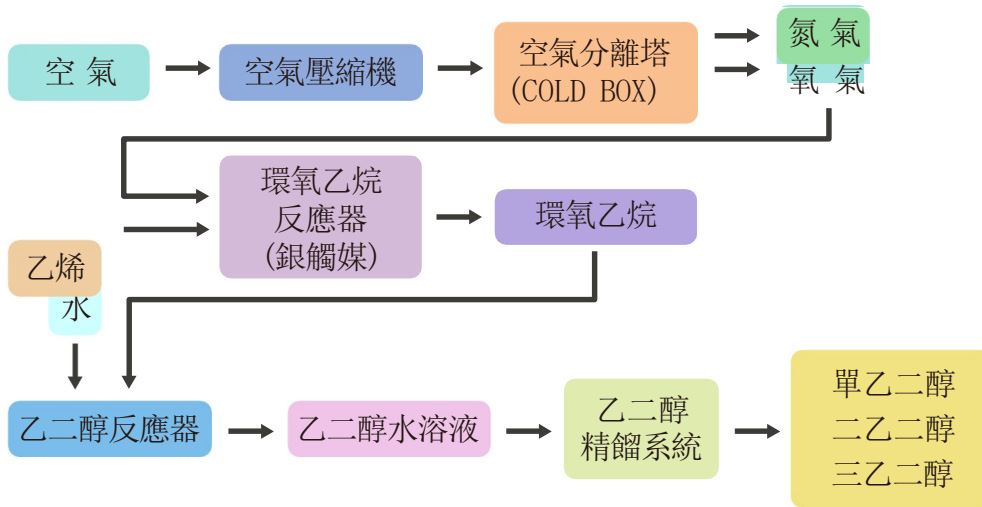 空 氣
空氣壓縮機
空氣分離塔
(COLD BOX)
氮 氣
氧 氣
環氧乙烷
反應器
(銀觸媒)
環氧乙烷
乙烯
水
乙二醇反應器
乙二醇水溶液
乙二醇
精餾系統
單乙二醇
二乙二醇
三乙二醇